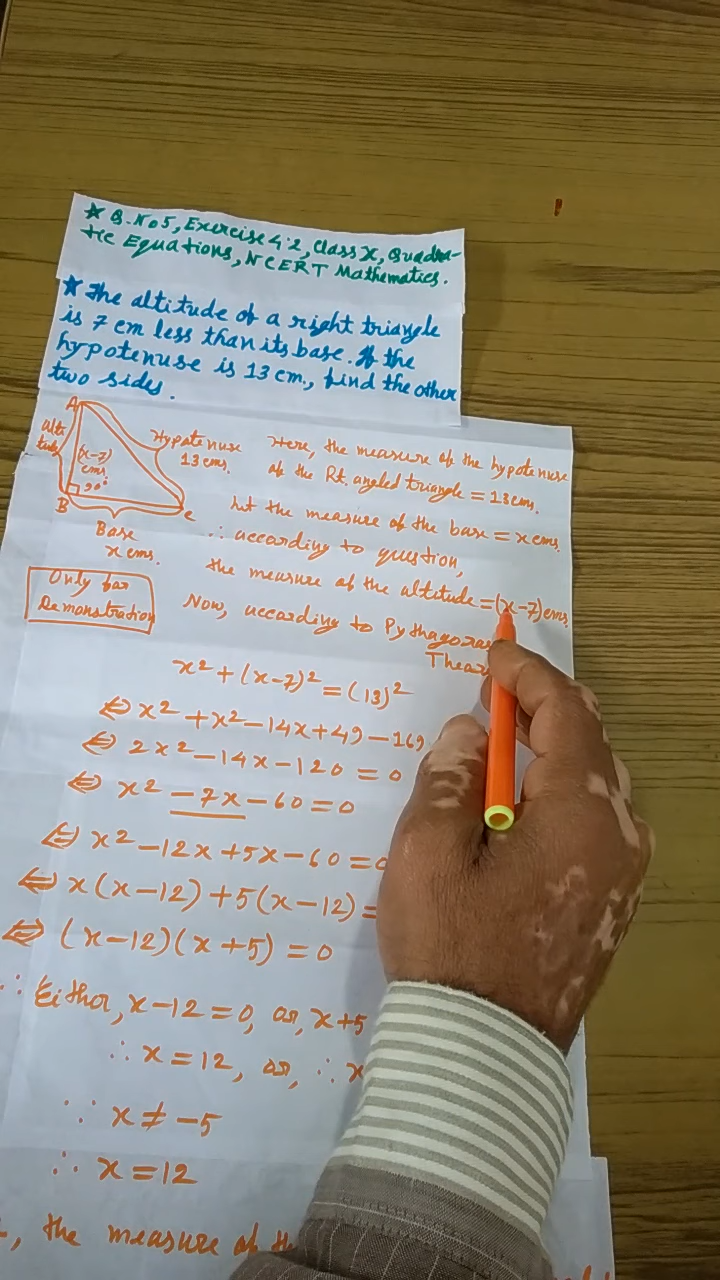 ★ Q. No 5, Exercise 4.2, Class X, Quadra-
tic Equations, NCERT Mathematics.
★ The altitude of a right triangle
is 7 cm less than its base. If the
hypotenuse is 13 cm., find the other
two sides.
A
Alti
tude
(x-7)
cms
90°
B
C
Hypotenuse
13 cms.
Base
x cms.
Only for
Demonstration
Here, the measure of the hypotenuse
of the Rt. angled triangle = 13 cms.
Let the measure of the base = x cms.
∴ according to question,
the measure of the altitude = (x-7) cms.
Now, according to Pythagoras
x² + (x-7)² = (13)²
⇔ x² + x² - 14x + 49 - 169
⇔ 2x² - 14x - 120 = 0
⇔ x² - 7x - 60 = 0
⇔ x² - 12x + 5x - 60 = 0
⇔ x(x-12) + 5(x-12) =
⇔ (x-12)(x+5) = 0
∴ Either, x-12 = 0, or, x+5
∴ x = 12, or, ∴ x
∵ x ≠ -5
∴ x = 12
, the measure of